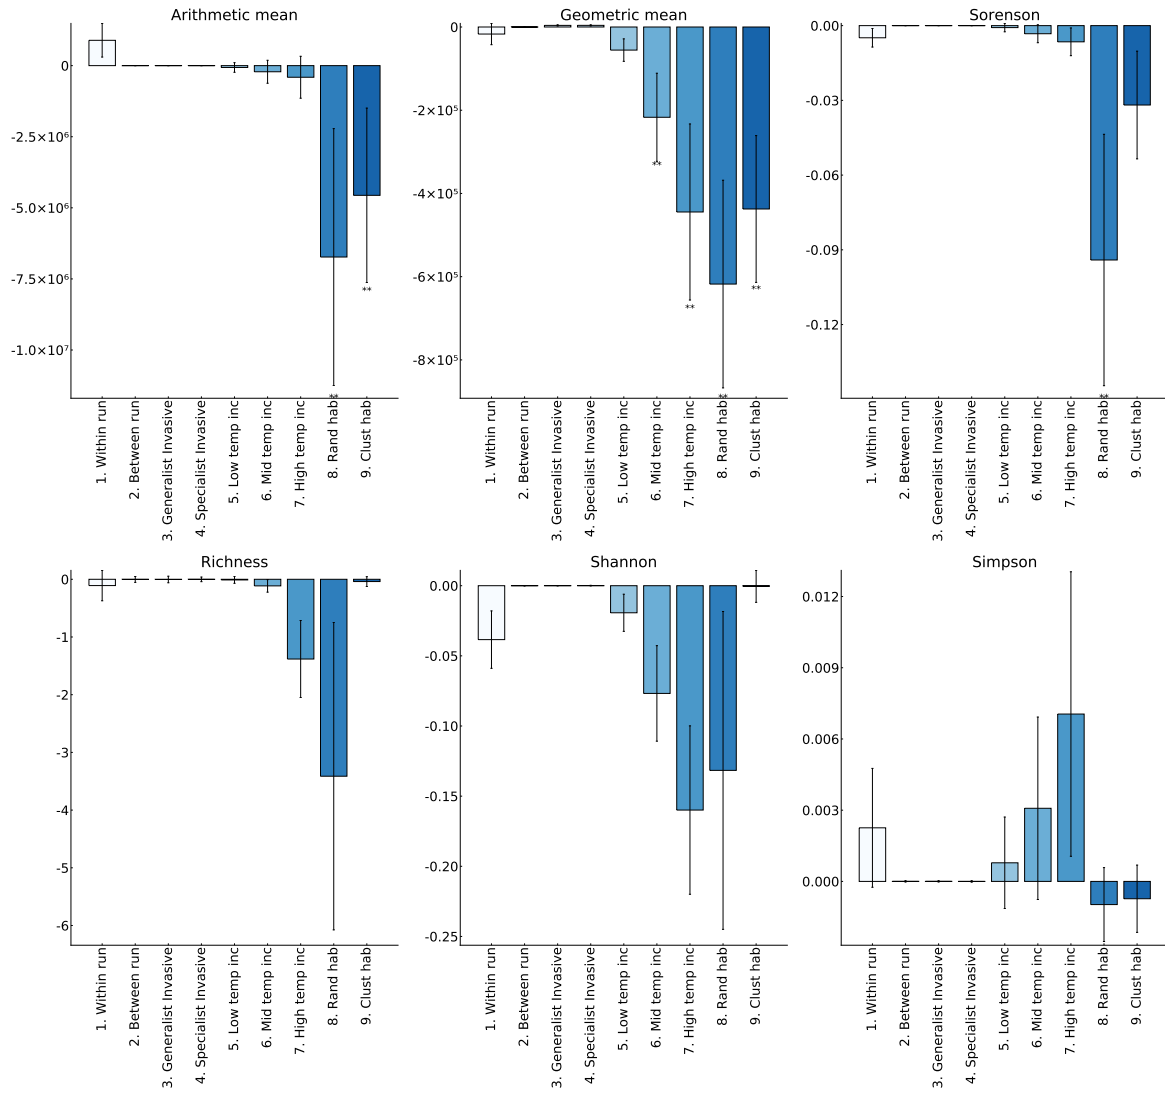 Arithmetic mean
0
-2.5×10⁶
-5.0×10⁶
-7.5×10⁶
-1.0×10⁷
**
**
1. Within run
2. Between run
3. Generalist Invasive
4. Specialist Invasive
5. Low temp inc
6. Mid temp inc
7. High temp inc
8. Rand hab
9. Clust hab
Geometric mean
0
-2×10⁵
-4×10⁵
-6×10⁵
-8×10⁵
**
**
**
**
1. Within run
2. Between run
3. Generalist Invasive
4. Specialist Invasive
5. Low temp inc
6. Mid temp inc
7. High temp inc
8. Rand hab
9. Clust hab
Sorenson
0.00
-0.03
-0.06
-0.09
-0.12
**
1. Within run
2. Between run
3. Generalist Invasive
4. Specialist Invasive
5. Low temp inc
6. Mid temp inc
7. High temp inc
8. Rand hab
9. Clust hab
Richness
0
-1
-2
-3
-4
-5
-6
1. Within run
2. Between run
3. Generalist Invasive
4. Specialist Invasive
5. Low temp inc
6. Mid temp inc
7. High temp inc
8. Rand hab
9. Clust hab
Shannon
0.00
-0.05
-0.10
-0.15
-0.20
-0.25
1. Within run
2. Between run
3. Generalist Invasive
4. Specialist Invasive
5. Low temp inc
6. Mid temp inc
7. High temp inc
8. Rand hab
9. Clust hab
Simpson
0.012
0.009
0.006
0.003
0.000
1. Within run
2. Between run
3. Generalist Invasive
4. Specialist Invasive
5. Low temp inc
6. Mid temp inc
7. High temp inc
8. Rand hab
9. Clust hab